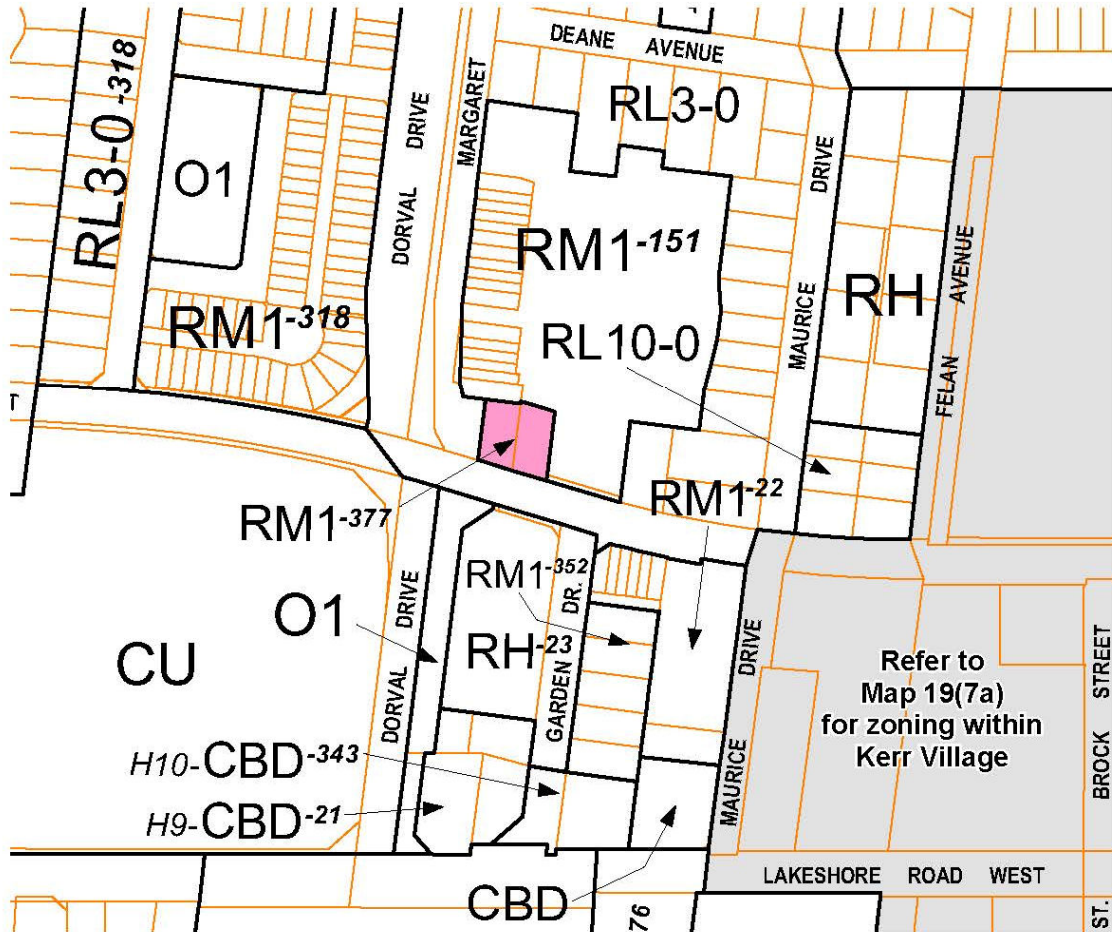 DEANE AVENUE
RL3-0-318
O1
DORVAL DRIVE
MARGARET
RL3-0
RM1-151
RM1-318
MAURICE DRIVE
RH
RL10-0
FELAN AVENUE
T
RM1-377
RM1-22
RM1-352
O1
DORVAL DRIVE
RH-23
GARDEN DR.
CU
MAURICE DRIVE
Refer to
Map 19(7a)
for zoning within
Kerr Village
BROCK STREET
H10-CBD-343
H9-CBD-21
MAURICE
LAKESHORE ROAD WEST
CBD
76
ST.